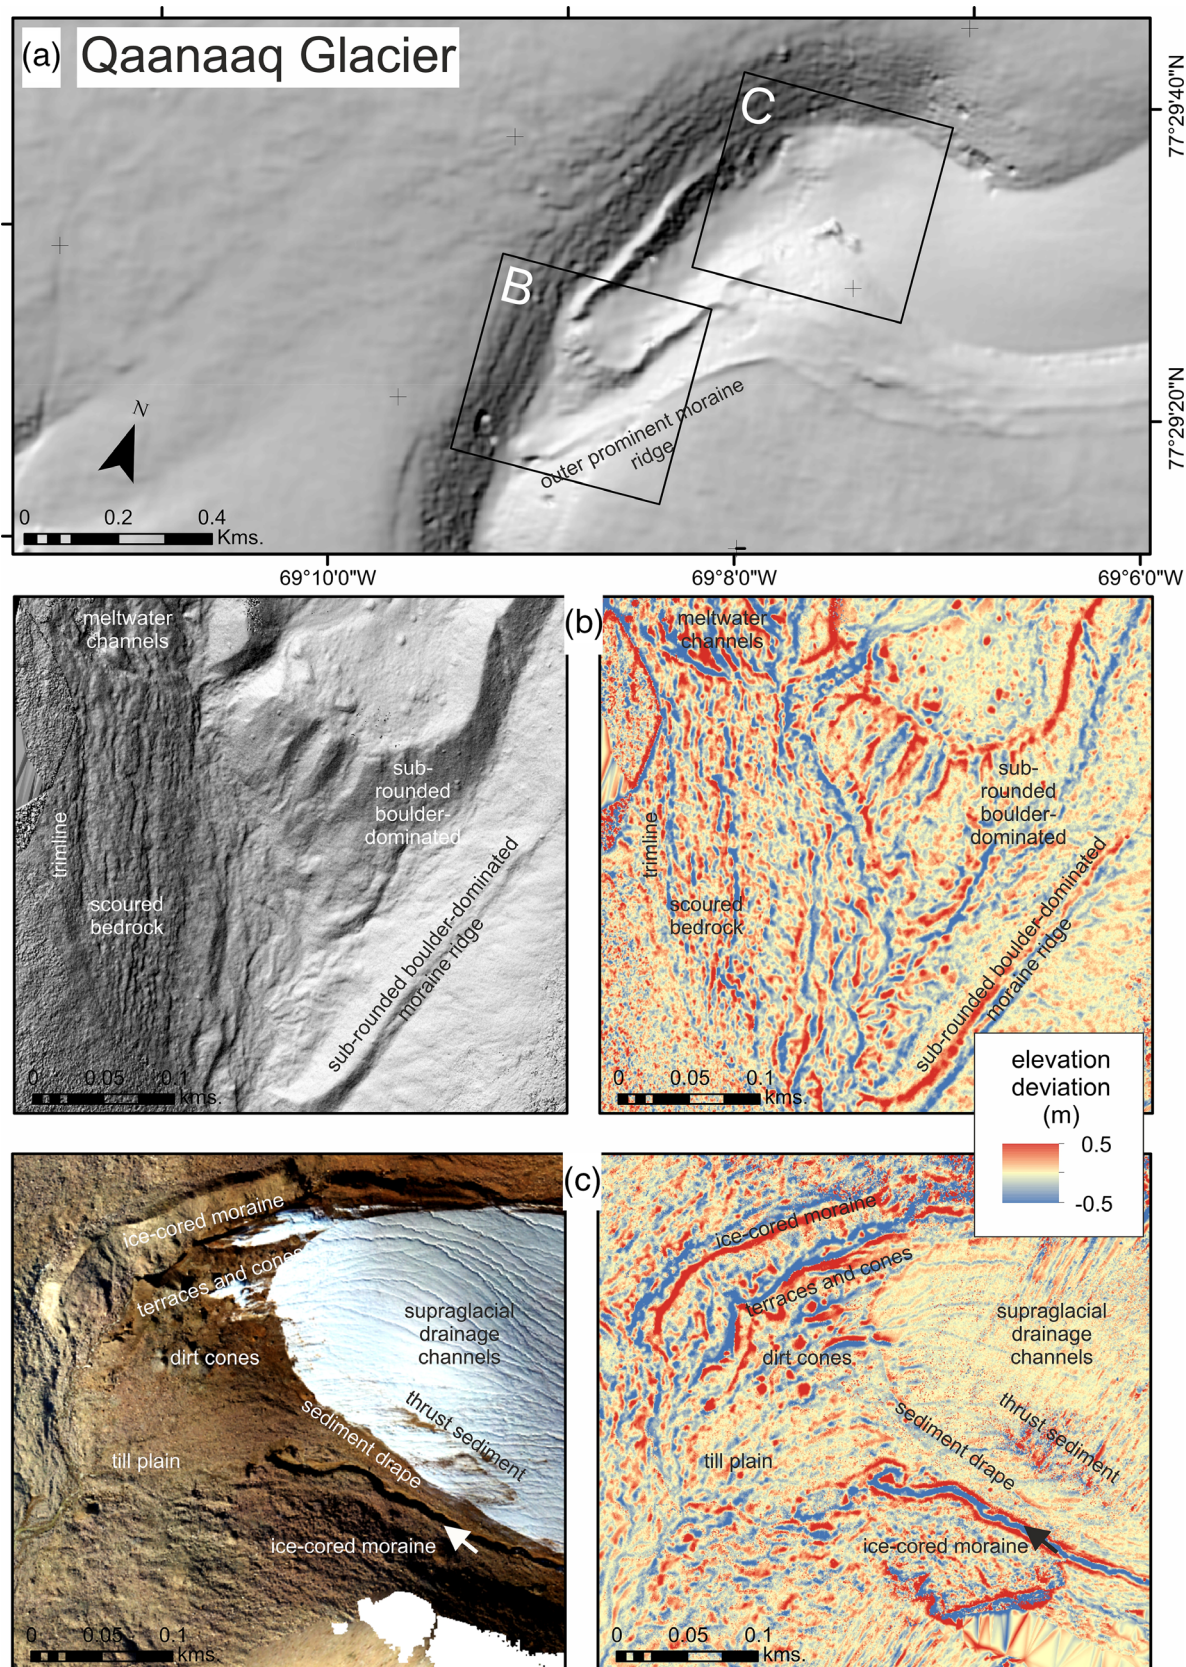 (a) Qaanaaq Glacier
C
B
outer prominent moraine
ridge
N
0 0.2 0.4
Kms.
77°29'40"N
77°29'20"N
69°10'0"W 69°8'0"W 69°6'0"W
(b)
meltwater
channels
sub-
rounded
boulder-
dominated
trimline
scoured
bedrock
sub-rounded boulder-dominated
moraine ridge
0 0.05 0.1
kms.
meltwater
channels
sub-
rounded
boulder-
dominated
trimline
scoured
bedrock
sub-rounded boulder-dominated
moraine ridge
0 0.05 0.1
kms.
elevation
deviation
(m)
0.5
-0.5
(c)
ice-cored moraine
terraces and cones
supraglacial
drainage
channels
dirt cones
thrust sediment
sediment drape
till plain
ice-cored moraine
0 0.05 0.1
kms.
ice-cored moraine
terraces and cones
supraglacial
drainage
channels
dirt cones
thrust sediment
sediment drape
till plain
ice-cored moraine
0 0.05 0.1
kms.